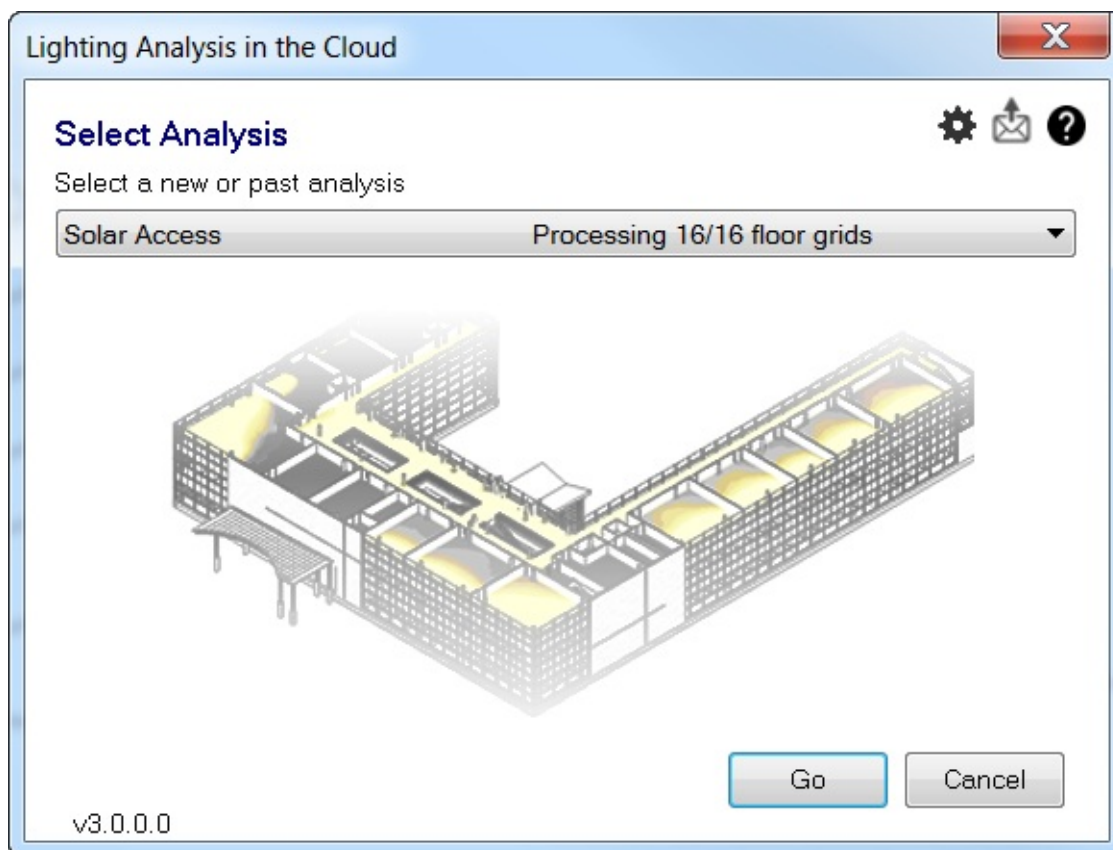 Lighting Analysis in the Cloud
Select Analysis
Select a new or past analysis
Solar Access Processing 16/16 floor grids
Go Cancel
v3.0.0.0